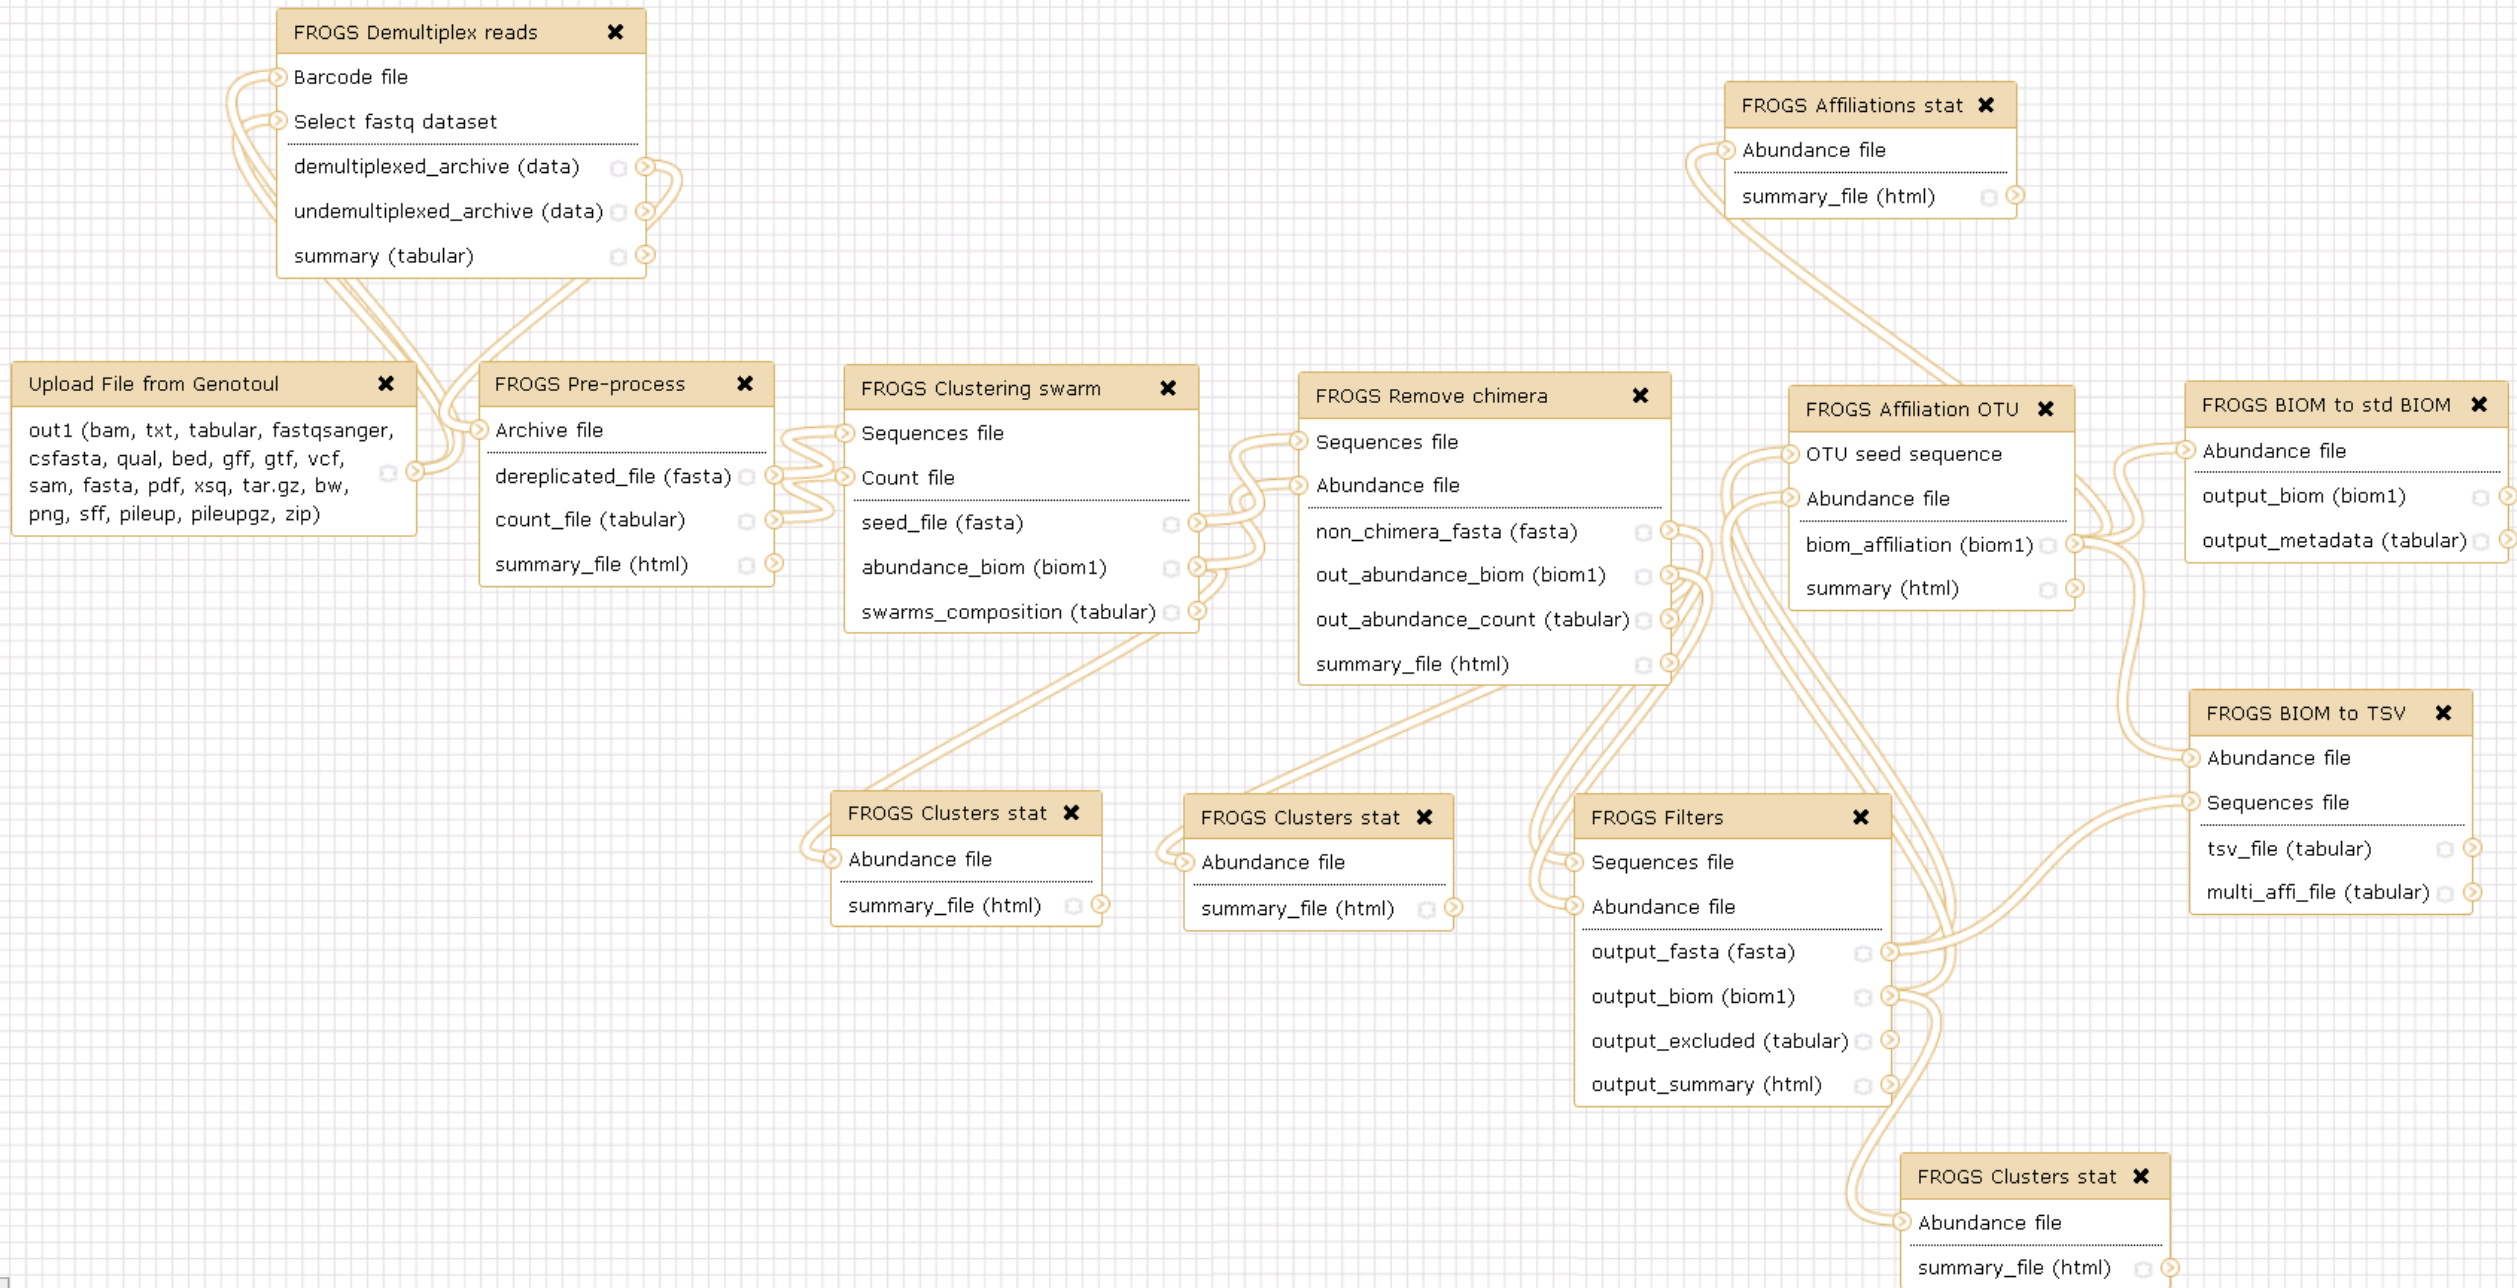 FROGS Demultiplex reads
Barcode file
Select fastq dataset
demultiplexed_archive (data)
undemultiplexed_archive (data)
summary (tabular)
FROGS Affiliations stat
Abundance file
summary_file (html)
Upload File from Genotoul
out1 (bam, txt, tabular, fastqsanger,
csfasta, qual, bed, gff, gtf, vcf,
sam, fasta, pdf, xsq, tar.gz, bw,
png, sff, pileup, pileupgz, zip)
FROGS Pre-process
Archive file
dereplicated_file (fasta)
count_file (tabular)
summary_file (html)
FROGS Clustering swarm
Sequences file
Count file
seed_file (fasta)
abundance_biom (biom1)
swarms_composition (tabular)
FROGS Remove chimera
Sequences file
Abundance file
non_chimera_fasta (fasta)
out_abundance_biom (biom1)
out_abundance_count (tabular)
summary_file (html)
FROGS Affiliation OTU
OTU seed sequence
Abundance file
biom_affiliation (biom1)
summary (html)
FROGS BIOM to std BIOM
Abundance file
output_biom (biom1)
output_metadata (tabular)
FROGS BIOM to TSV
Abundance file
Sequences file
tsv_file (tabular)
multi_affi_file (tabular)
FROGS Clusters stat
Abundance file
summary_file (html)
FROGS Clusters stat
Abundance file
summary_file (html)
FROGS Filters
Sequences file
Abundance file
output_fasta (fasta)
output_biom (biom1)
output_excluded (tabular)
output_summary (html)
FROGS Clusters stat
Abundance file
summary_file (html)